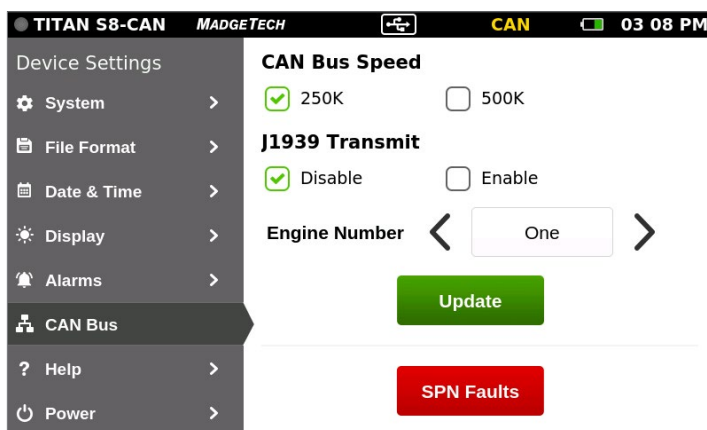 TITAN S8-CAN MADGETECH CAN 03 08 PM
Device Settings
System
File Format
Date & Time
Display
Alarms
CAN Bus
? Help
Power
CAN Bus Speed
250K 500K
J1939 Transmit
Disable Enable
Engine Number One
Update
SPN Faults